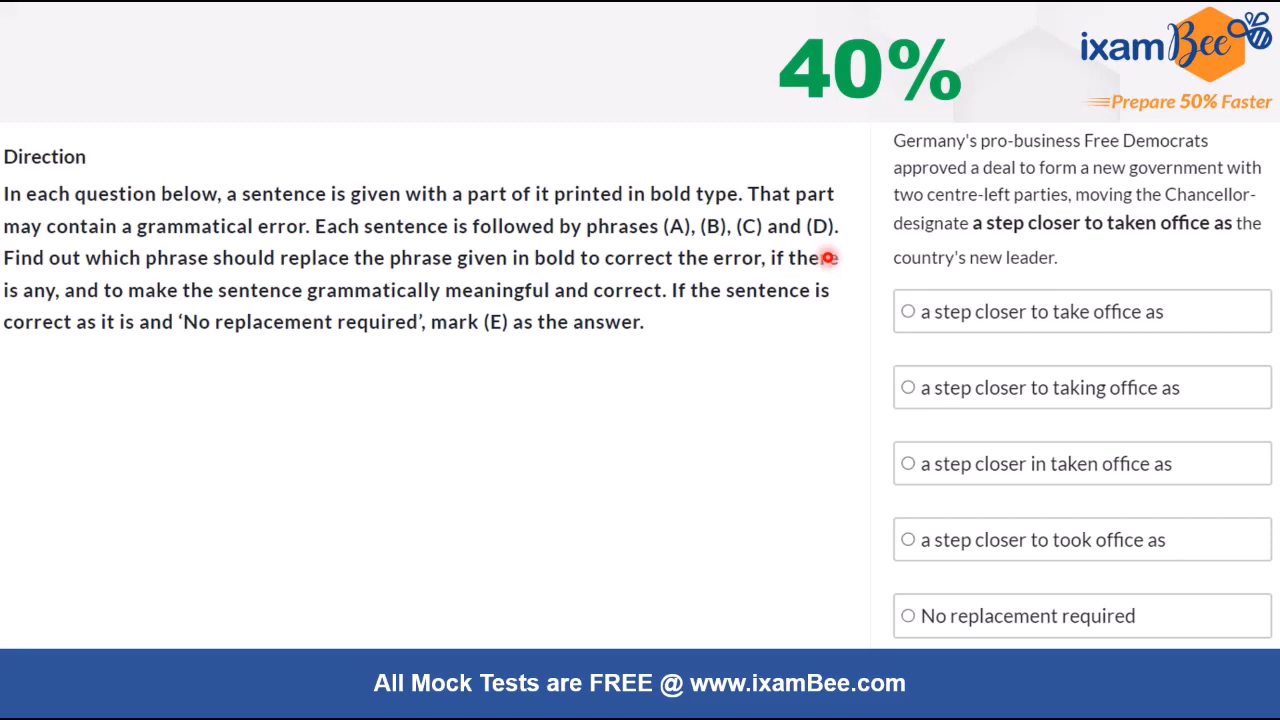 40%
ixamBee
Prepare 50% Faster
Direction
In each question below, a sentence is given with a part of it printed in bold type. That part
may contain a grammatical error. Each sentence is followed by phrases (A), (B), (C) and (D).
Find out which phrase should replace the phrase given in bold to correct the error, if there
is any, and to make the sentence grammatically meaningful and correct. If the sentence is
correct as it is and ‘No replacement required’, mark (E) as the answer.
Germany's pro-business Free Democrats
approved a deal to form a new government with
two centre-left parties, moving the Chancellor-
designate a step closer to taken office as the
country's new leader.
a step closer to take office as
a step closer to taking office as
a step closer in taken office as
a step closer to took office as
No replacement required
All Mock Tests are FREE @ www.ixamBee.com